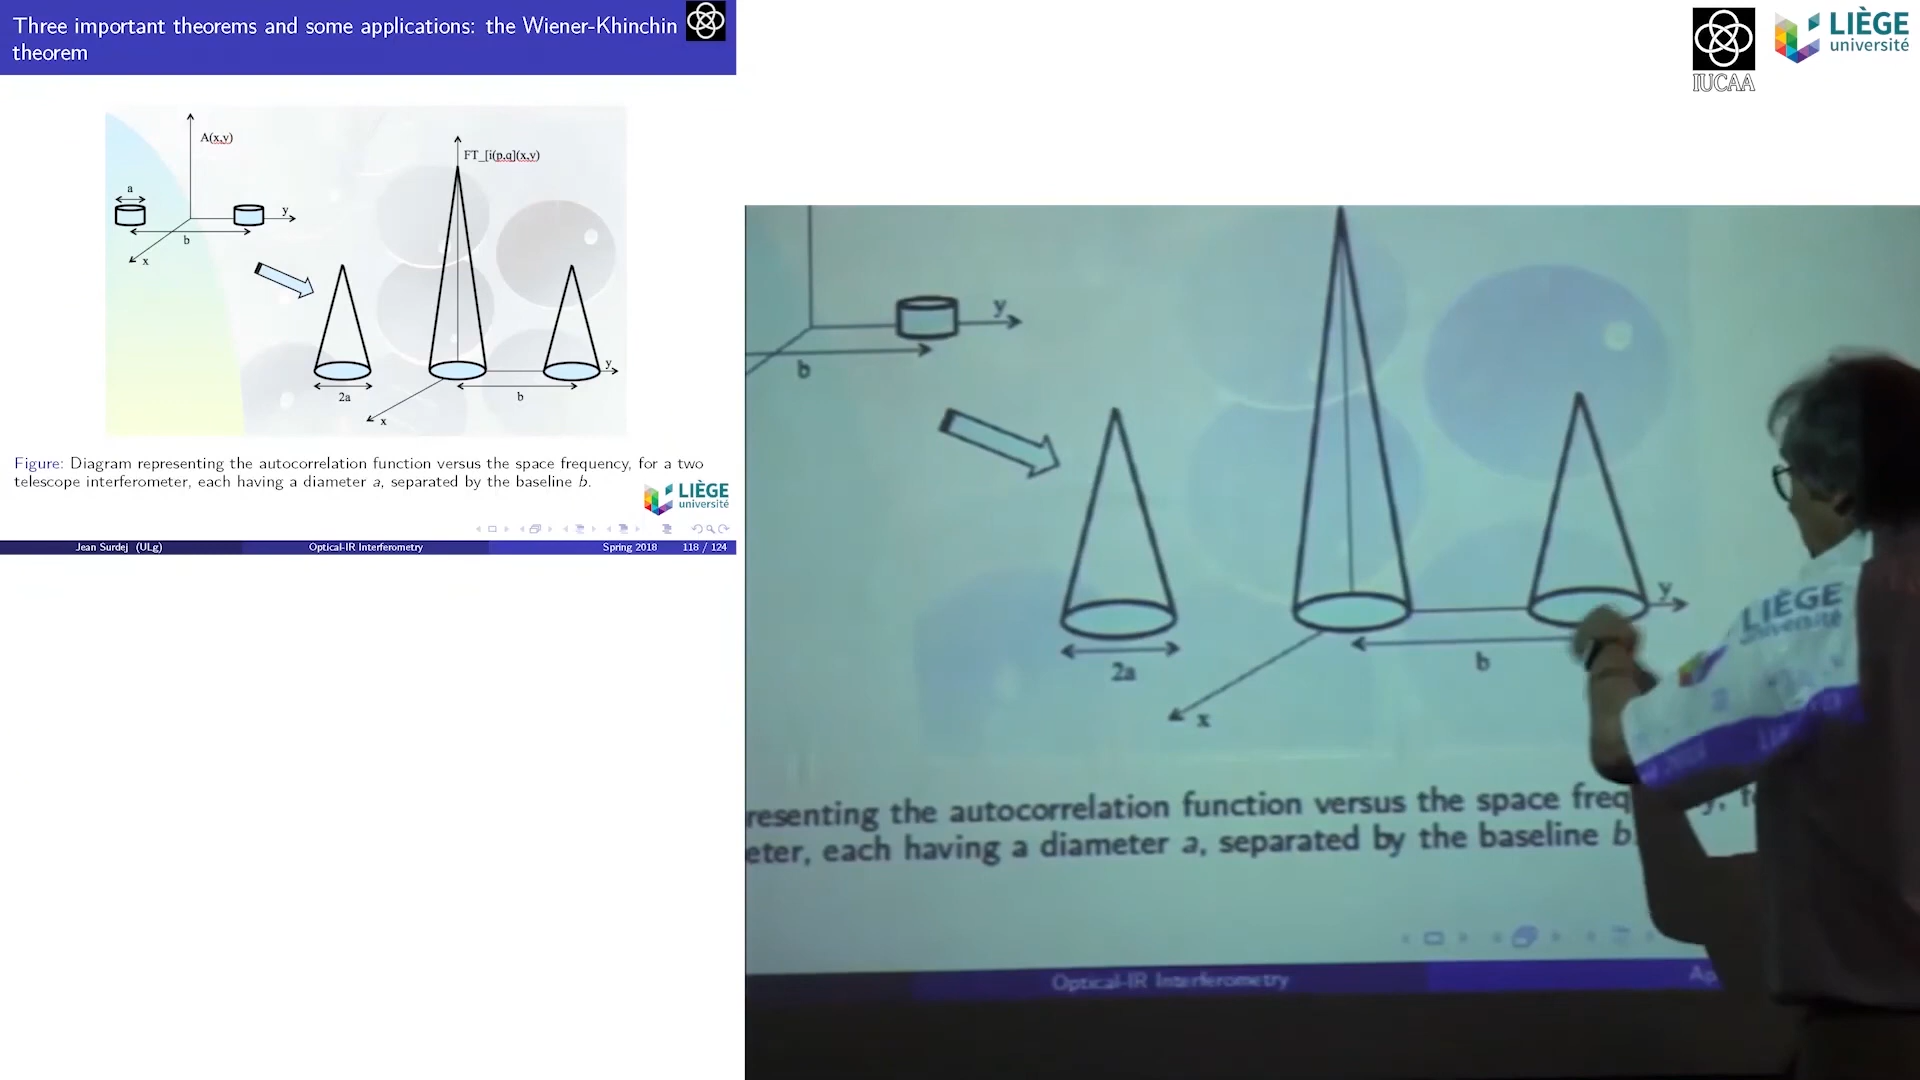 Three important theorems and some applications: the Wiener-Khinchin
theorem
A(x,y)
FT_[i(p,q](x,y)
a
y
b
x
y
2a
b
x
Figure: Diagram representing the autocorrelation function versus the space frequency, for a two
telescope interferometer, each having a diameter a, separated by the baseline b.
LIÈGE
université
Jean Surdej (ULg) Optical-IR Interferometry Spring 2018 118 / 124
IUCAA
LIÈGE
université
y
b
y
2a
b
x
LIÈGE
université
resenting the autocorrelation function versus the space freq
eter, each having a diameter a, separated by the baseline b.
Optical-IR Interferometry